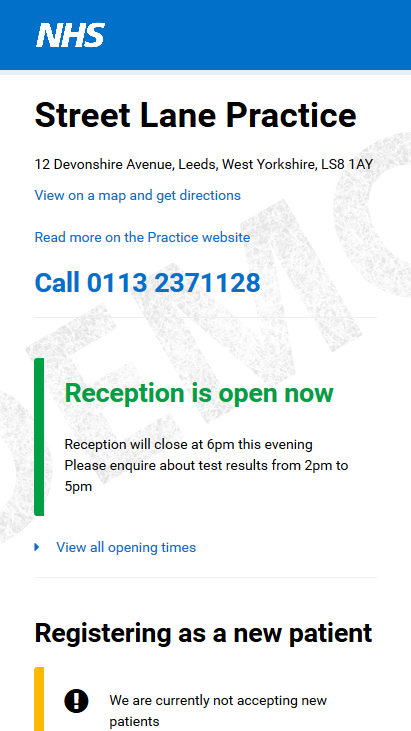 NHS
Street Lane Practice
12 Devonshire Avenue, Leeds, West Yorkshire, LS8 1AY
View on a map and get directions
Read more on the Practice website
Call 0113 2371128
DEMO
Reception is open now
Reception will close at 6pm this evening
Please enquire about test results from 2pm to
5pm
View all opening times
Registering as a new patient
We are currently not accepting new
patients